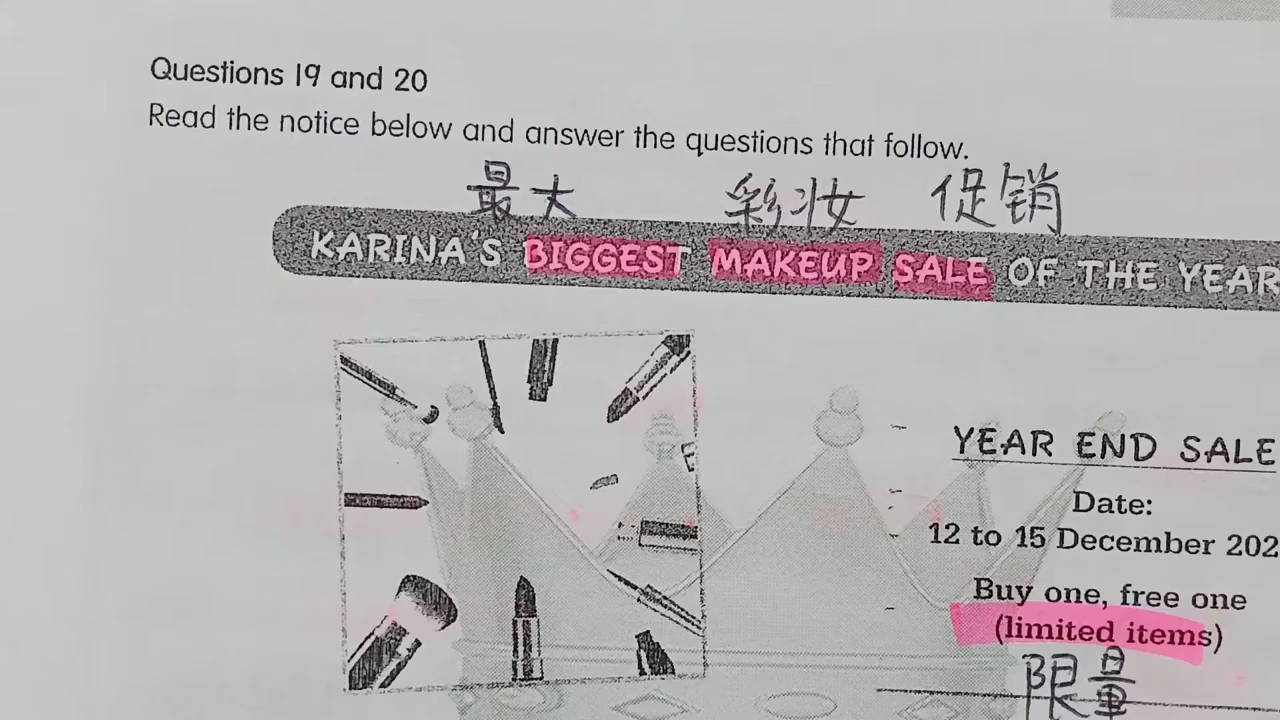 Questions 19 and 20
Read the notice below and answer the questions that follow.
最大 彩妆 促销
KARINA'S BIGGEST MAKEUP SALE OF THE YEAR
YEAR END SALE
Date:
12 to 15 December 202
Buy one, free one
(limited items)
限量